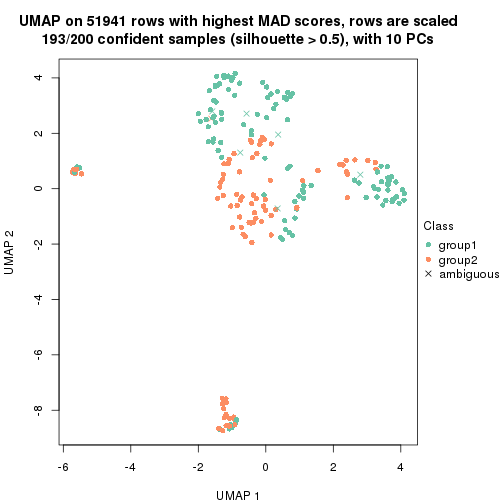 UMAP on 51941 rows with highest MAD scores, rows are scaled
193/200 confident samples (silhouette > 0.5), with 10 PCs
4
2
0
-2
-4
-6
-8
UMAP 2
-6
-4
-2
0
2
4
UMAP 1
Class
group1
group2
ambiguous